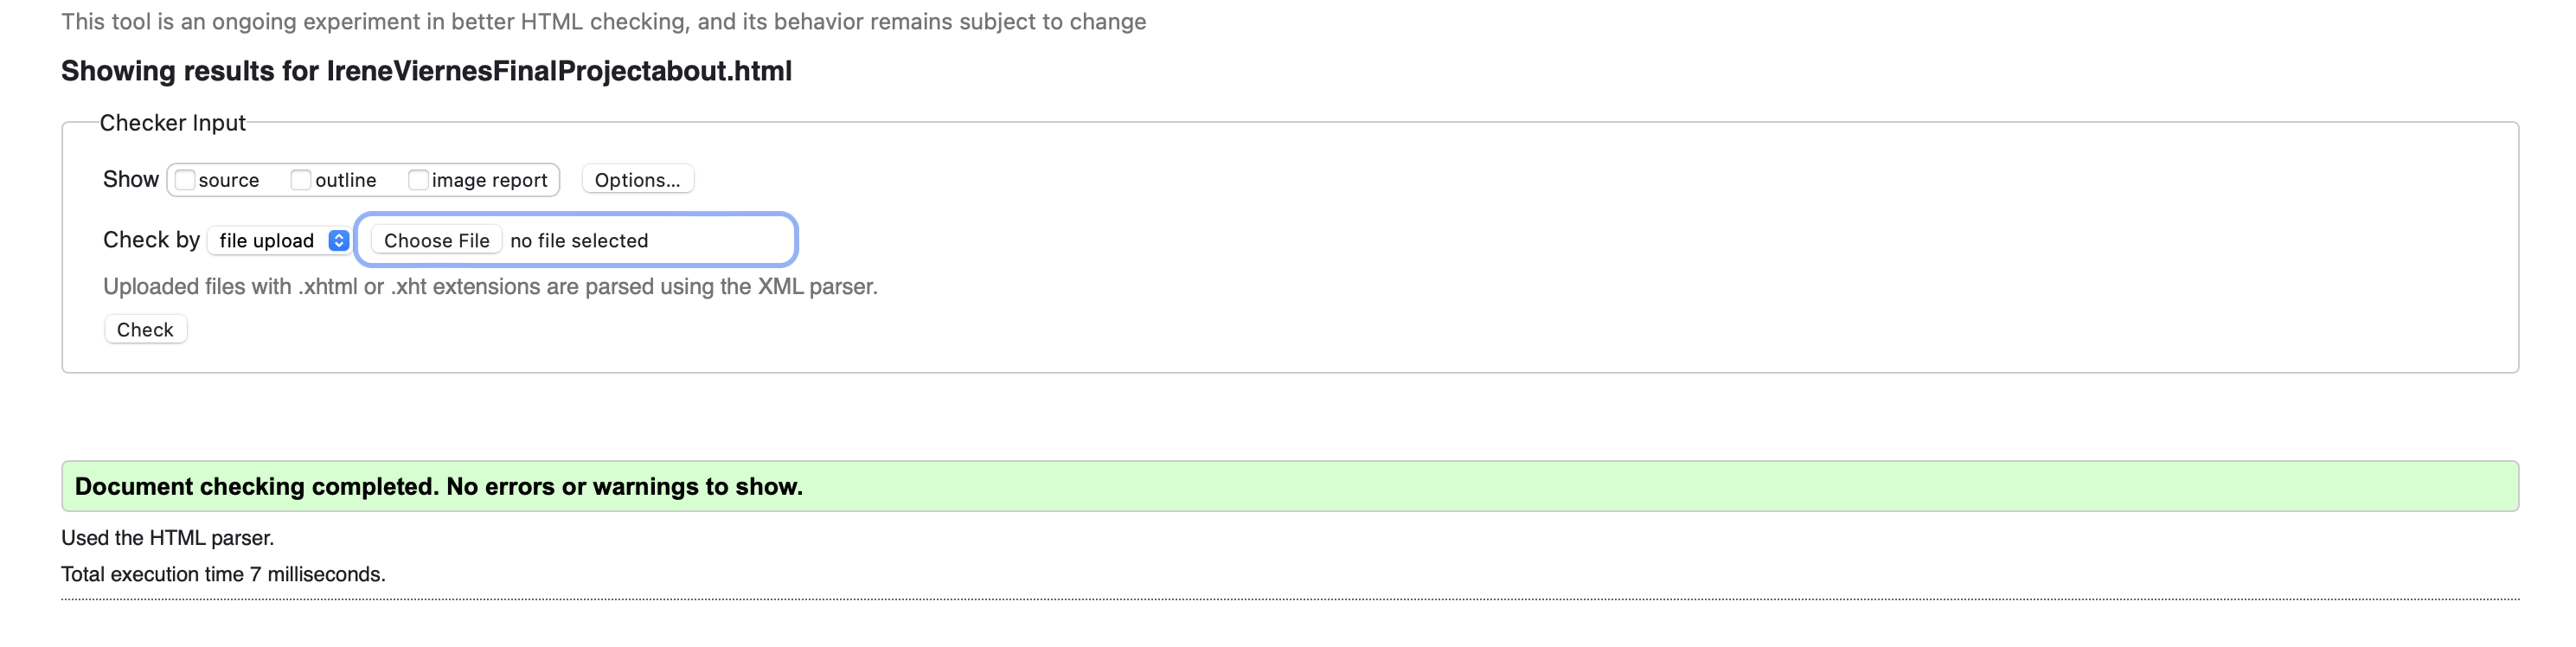 This tool is an ongoing experiment in better HTML checking, and its behavior remains subject to change
Showing results for IreneViernesFinalProjectabout.html
Checker Input
Show source outline image report Options...
Check by file upload Choose File no file selected
Uploaded files with .xhtml or .xht extensions are parsed using the XML parser.
Check
Document checking completed. No errors or warnings to show.
Used the HTML parser.
Total execution time 7 milliseconds.